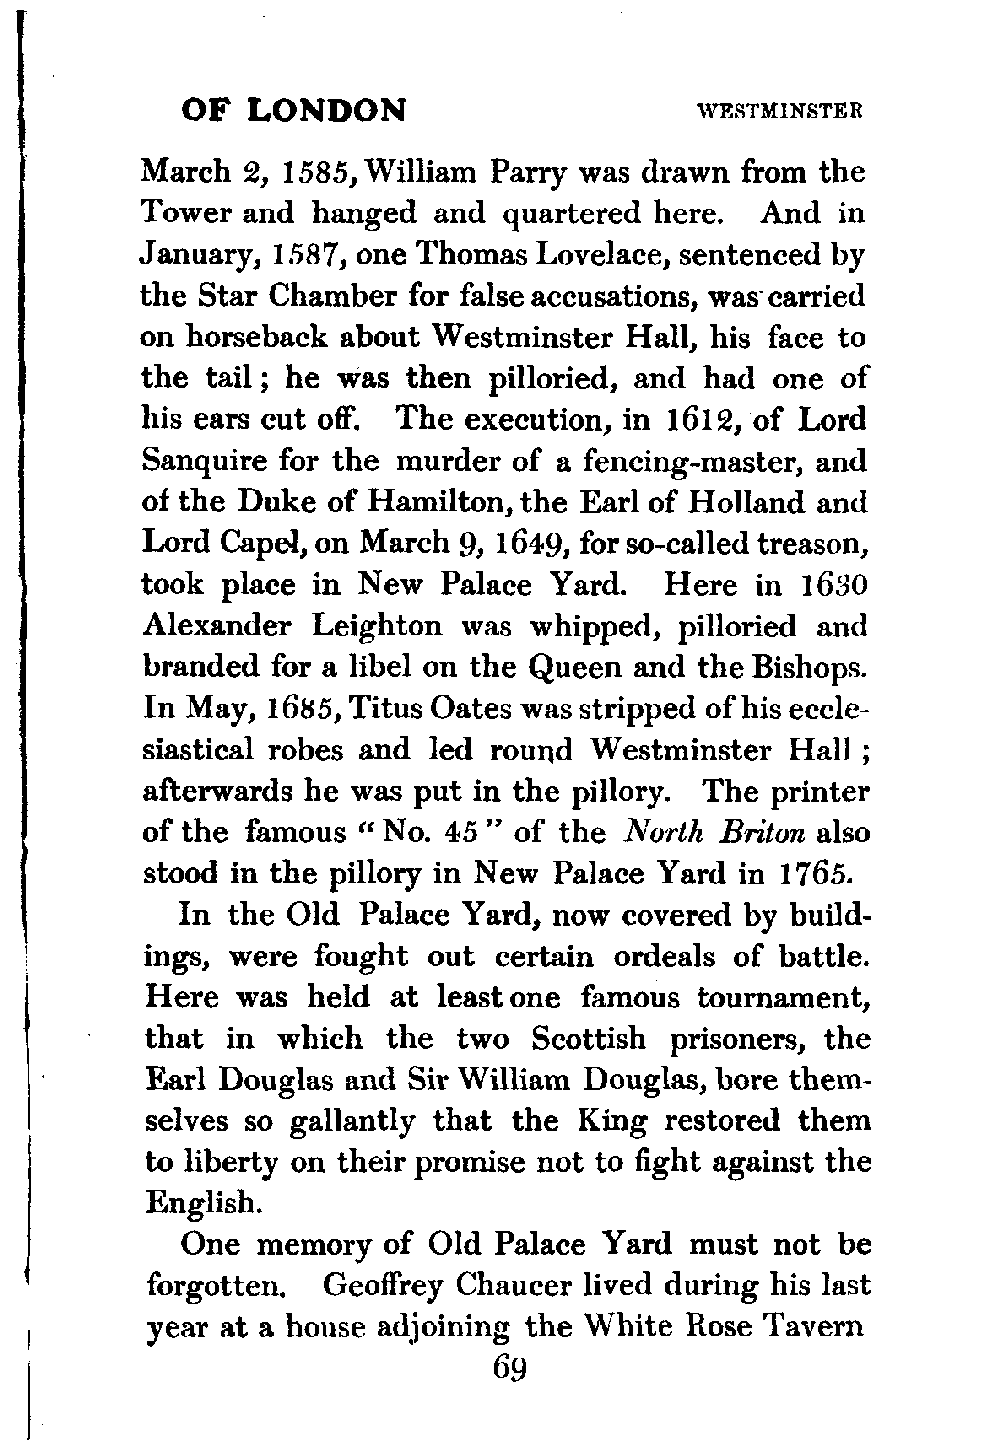 OF LONDON WESTMINSTER
March 2, 1585, William Parry was drawn from the
Tower and hanged and quartered here. And in
January, 1587, one Thomas Lovelace, sentenced by
the Star Chamber for false accusations, was carried
on horseback about Westminster Hall, his face to
the tail; he was then pilloried, and had one of
his ears cut off. The execution, in 1612, of Lord
Sanquire for the murder of a fencing-master, and
of the Duke of Hamilton, the Earl of Holland and
Lord Capel, on March 9, 1649, for so-called treason,
took place in New Palace Yard. Here in 1630
Alexander Leighton was whipped, pilloried and
branded for a libel on the Queen and the Bishops.
In May, 1685, Titus Oates was stripped of his eccle-
siastical robes and led round Westminster Hall ;
afterwards he was put in the pillory. The printer
of the famous “ No. 45 ” of the North Briton also
stood in the pillory in New Palace Yard in 1765.
In the Old Palace Yard, now covered by build-
ings, were fought out certain ordeals of battle.
Here was held at least one famous tournament,
that in which the two Scottish prisoners, the
Earl Douglas and Sir William Douglas, bore them-
selves so gallantly that the King restored them
to liberty on their promise not to fight against the
English.
One memory of Old Palace Yard must not be
forgotten. Geoffrey Chaucer lived during his last
year at a house adjoining the White Rose Tavern
69